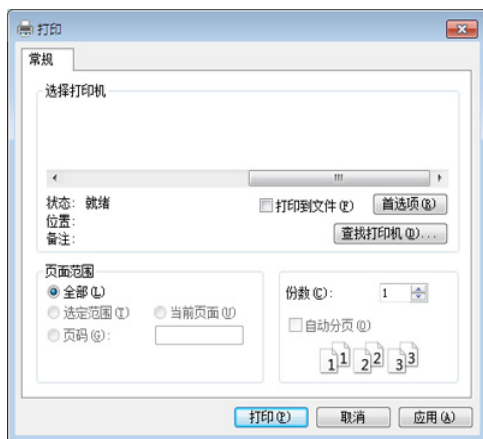 打印
常规
选择打印机
状态: 就绪
位置:
备注:
打印到文件(F) 首选项(R)
查找打印机(D)...
页面范围
全部(L)
选定范围(T) 当前页面(U)
页码(G):
份数(C): 1
自动分页(O)
11 22 33
打印(P) 取消 应用(A)